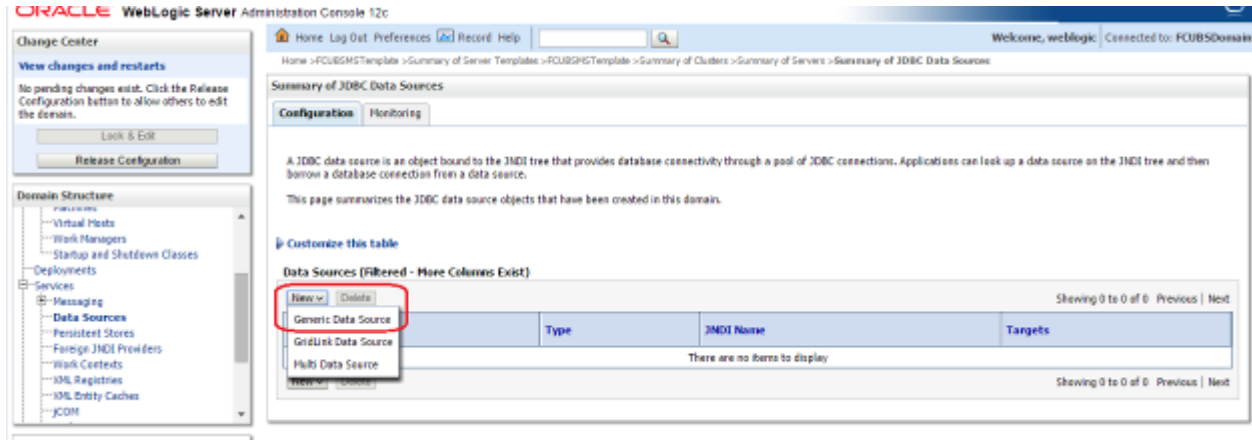 ORACLE WebLogic Server Administration Console 12c
Change Center
View changes and restarts
No pending changes exist. Click the Release
Configuration button to allow others to edit
the domain.
Lock & Edit
Release Configuration
Domain Structure
Machines
Virtual Hosts
Work Managers
Startup and Shutdown Classes
Deployments
Services
Messaging
Data Sources
Persistent Stores
Foreign JNDI Providers
Work Contexts
XML Registries
XML Entity Caches
jCOM
Home Log Out Preferences Record Help
Welcome, weblogic Connected to: FCUBSDomain
Home >FCUBSMSTemplate >Summary of Server Templates >FCUBSMSTemplate >Summary of Clusters >Summary of Servers >Summary of JDBC Data Sources
Summary of JDBC Data Sources
Configuration Monitoring
A JDBC data source is an object bound to the JNDI tree that provides database connectivity through a pool of JDBC connections. Applications can look up a data source on the JNDI tree and then
borrow a database connection from a data source.
This page summarizes the JDBC data source objects that have been created in this domain.
Customize this table
Data Sources (Filtered - More Columns Exist)
New Delete
Showing 0 to 0 of 0 Previous | Next
Generic Data Source
GridLink Data Source
Multi Data Source
Type JNDI Name Targets
There are no items to display
New Delete
Showing 0 to 0 of 0 Previous | Next